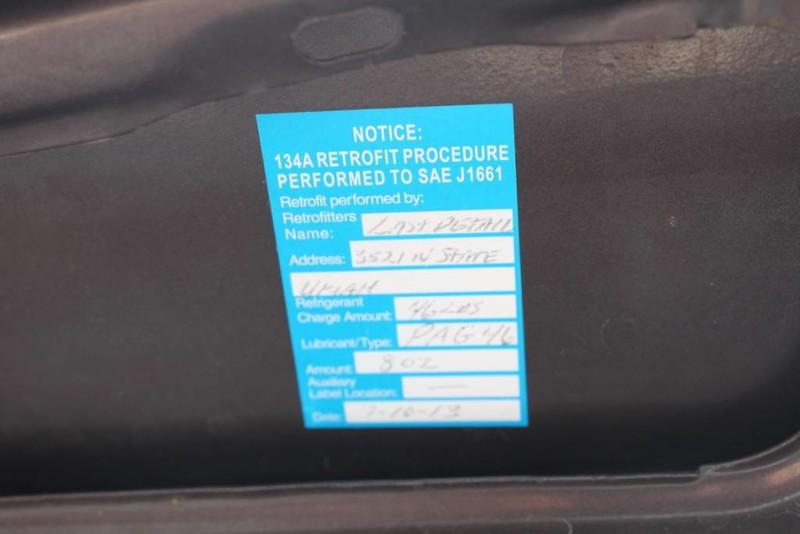 NOTICE:
134A RETROFIT PROCEDURE
PERFORMED TO SAE J1661
Retrofit performed by:
Retrofitters
Name: LAST DETAIL
Address: 3521 N STATE
UKIAH
Refrigerant
Charge Amount:
Lubricant/Type: PAG 46
Amount: 8 OZ
Auxiliary
Label Location: —
Date: 7-10-13